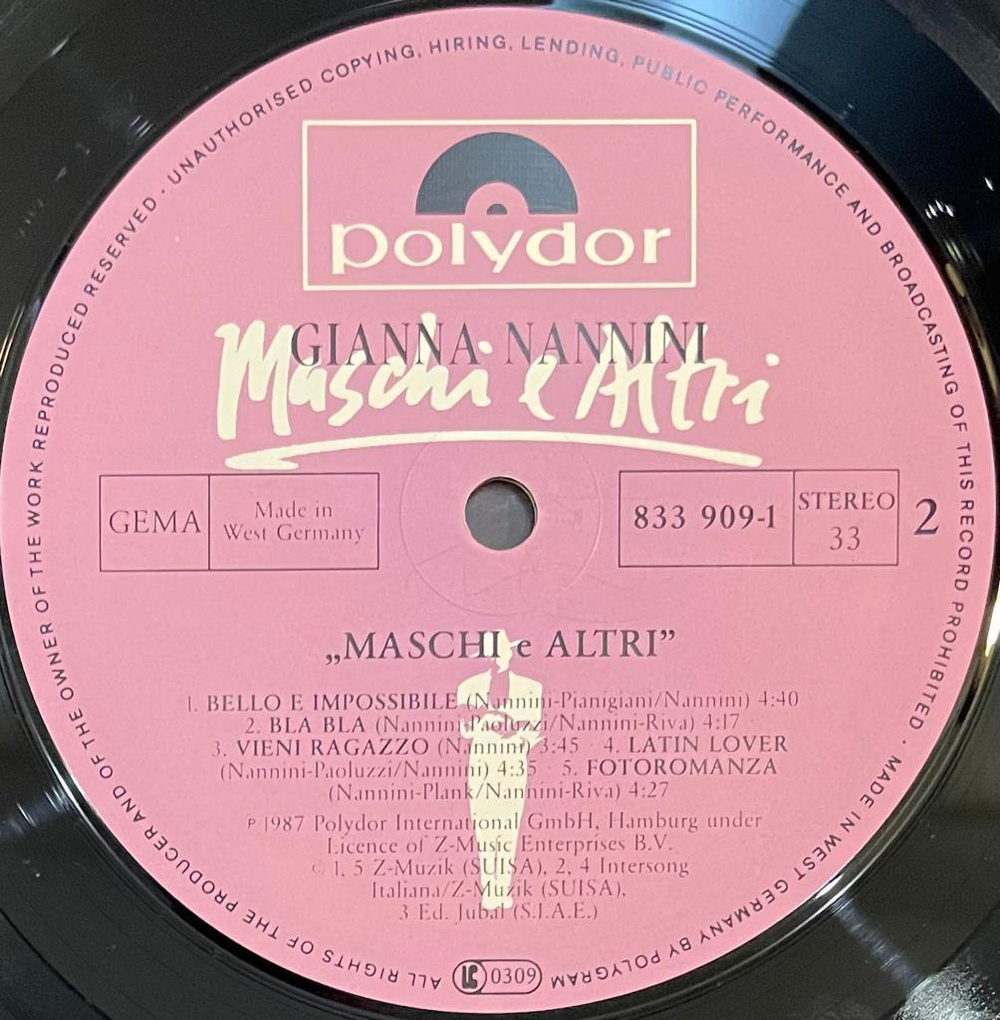 UNAUTHORISED COPYING, HIRING, LENDING, PUBLIC PERFORMANCE AND BROADCASTING OF THIS RECORD PROHIBITED · MADE IN WEST GERMANY BY POLYGRAM
ALL RIGHTS OF THE PRODUCER AND OF THE OWNER OF THE WORK REPRODUCED RESERVED ·
polydor
GIANNA NANNINI
Maschi e Altri
GEMA
Made in
West Germany
833 909-1
STEREO
33
2
„MASCHI e ALTRI”
1. BELLO E IMPOSSIBILE (Nannini-Pianigiani/Nannini) 4:40
2. BLA BLA (Nannini-Paoluzzi/Nannini-Riva) 4:17
3. VIENI RAGAZZO (Nannini) 3:45 · 4. LATIN LOVER
(Nannini-Paoluzzi/Nannini) 4:35 · 5. FOTOROMANZA
(Nannini-Plank/Nannini-Riva) 4:27
℗ 1987 Polydor International GmbH, Hamburg under
Licence of Z-Music Enterprises B.V.
© 1, 5 Z-Muzik (SUISA), 2, 4 Intersong
Italiana/Z-Muzik (SUISA),
3 Ed. Jubal (S.I.A.E.)
LC 0309